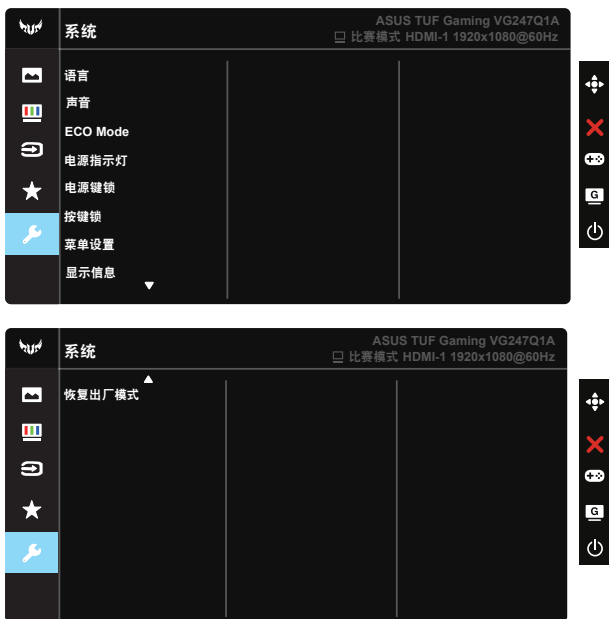 系统
ASUS TUF Gaming VG247Q1A
比赛模式 HDMI-1 1920x1080@60Hz
语言
声音
ECO Mode
电源指示灯
电源键锁
按键锁
菜单设置
显示信息
G
系统
ASUS TUF Gaming VG247Q1A
比赛模式 HDMI-1 1920x1080@60Hz
恢复出厂模式
G